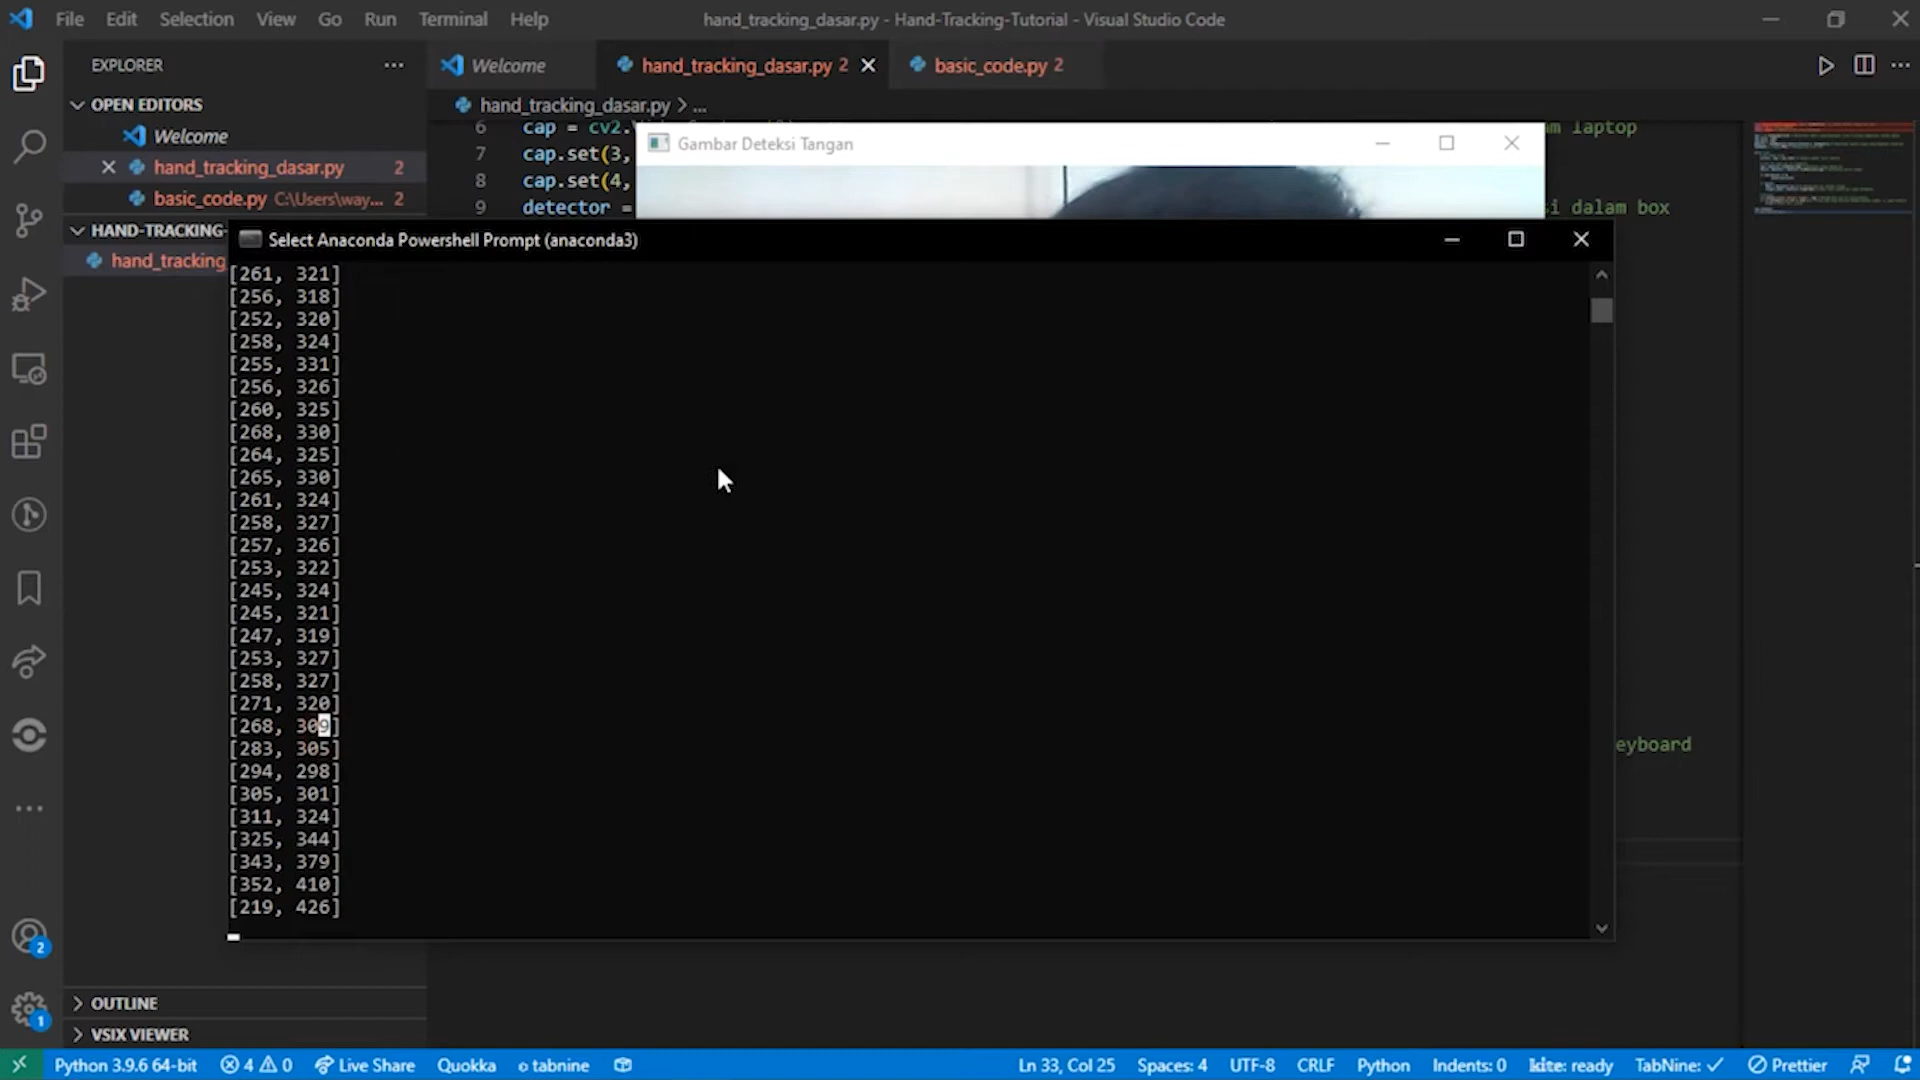 File Edit Selection View Go Run Terminal Help
hand_tracking_dasar.py - Hand-Tracking-Tutorial - Visual Studio Code
EXPLORER
Welcome
hand_tracking_dasar.py 2
basic_code.py 2
OPEN EDITORS
Welcome
hand_tracking_dasar.py 2
basic_code.py C:\Users\way... 2
HAND-TRACKING-
hand_tracking
hand_tracking_dasar.py > ...
6 cap = cv2.
7 cap.set(3,
8 cap.set(4,
9 detector =
am laptop
si dalam box
eyboard
Gambar Deteksi Tangan
Select Anaconda Powershell Prompt (anaconda3)
[261, 321]
[256, 318]
[252, 320]
[258, 324]
[255, 331]
[256, 326]
[260, 325]
[268, 330]
[264, 325]
[265, 330]
[261, 324]
[258, 327]
[257, 326]
[253, 322]
[245, 324]
[245, 321]
[247, 319]
[253, 327]
[258, 327]
[271, 320]
[268, 309]
[283, 305]
[294, 298]
[305, 301]
[311, 324]
[325, 344]
[343, 379]
[352, 410]
[219, 426]
2
1
OUTLINE
VSIX VIEWER
Python 3.9.6 64-bit 4 0 Live Share Quokka tabnine
Ln 33, Col 25 Spaces: 4 UTF-8 CRLF Python Indents: 0 kite: ready TabNine: ✓ Prettier